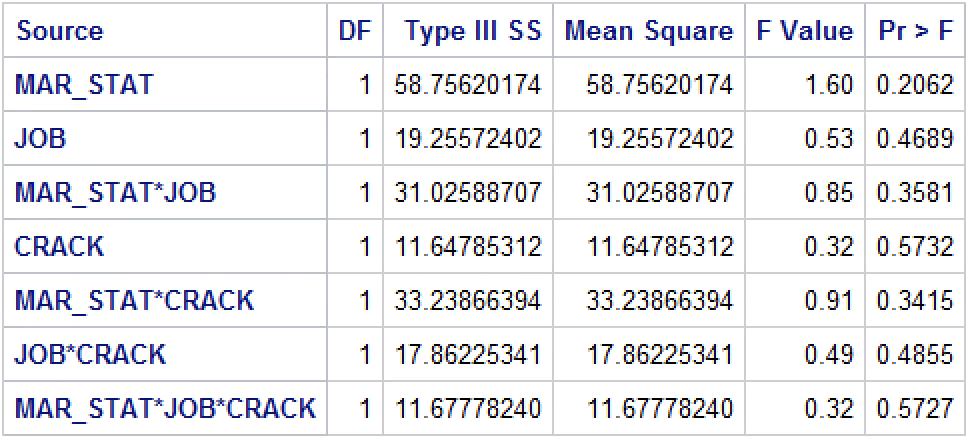 Source DF Type III SS Mean Square F Value Pr > F
MAR_STAT 1 58.75620174 58.75620174 1.60 0.2062
JOB 1 19.25572402 19.25572402 0.53 0.4689
MAR_STAT*JOB 1 31.02588707 31.02588707 0.85 0.3581
CRACK 1 11.64785312 11.64785312 0.32 0.5732
MAR_STAT*CRACK 1 33.23866394 33.23866394 0.91 0.3415
JOB*CRACK 1 17.86225341 17.86225341 0.49 0.4855
MAR_STAT*JOB*CRACK 1 11.67778240 11.67778240 0.32 0.5727